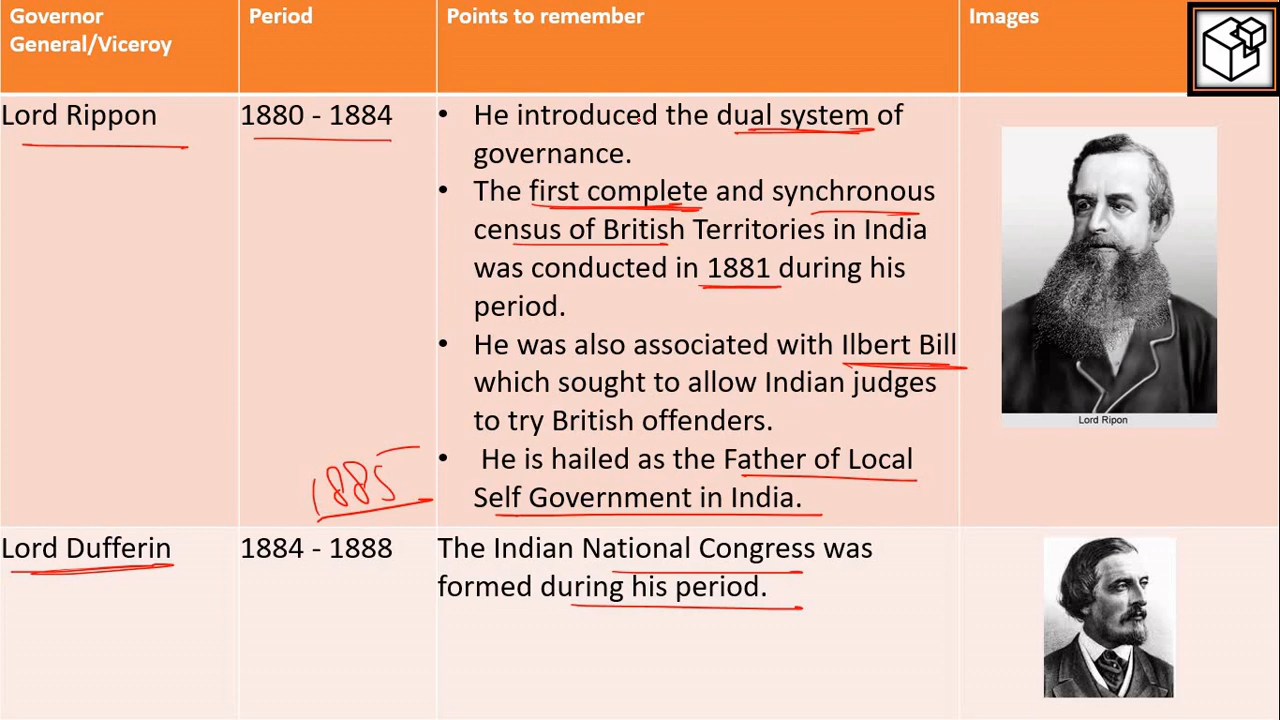 Governor
General/Viceroy
Period
Points to remember
Images
Lord Rippon
1880 - 1884
• He introduced the dual system of
governance.
• The first complete and synchronous
census of British Territories in India
was conducted in 1881 during his
period.
• He was also associated with Ilbert Bill
which sought to allow Indian judges
to try British offenders.
• He is hailed as the Father of Local
Self Government in India.
Lord Ripon
1885
Lord Dufferin
1884 - 1888
The Indian National Congress was
formed during his period.